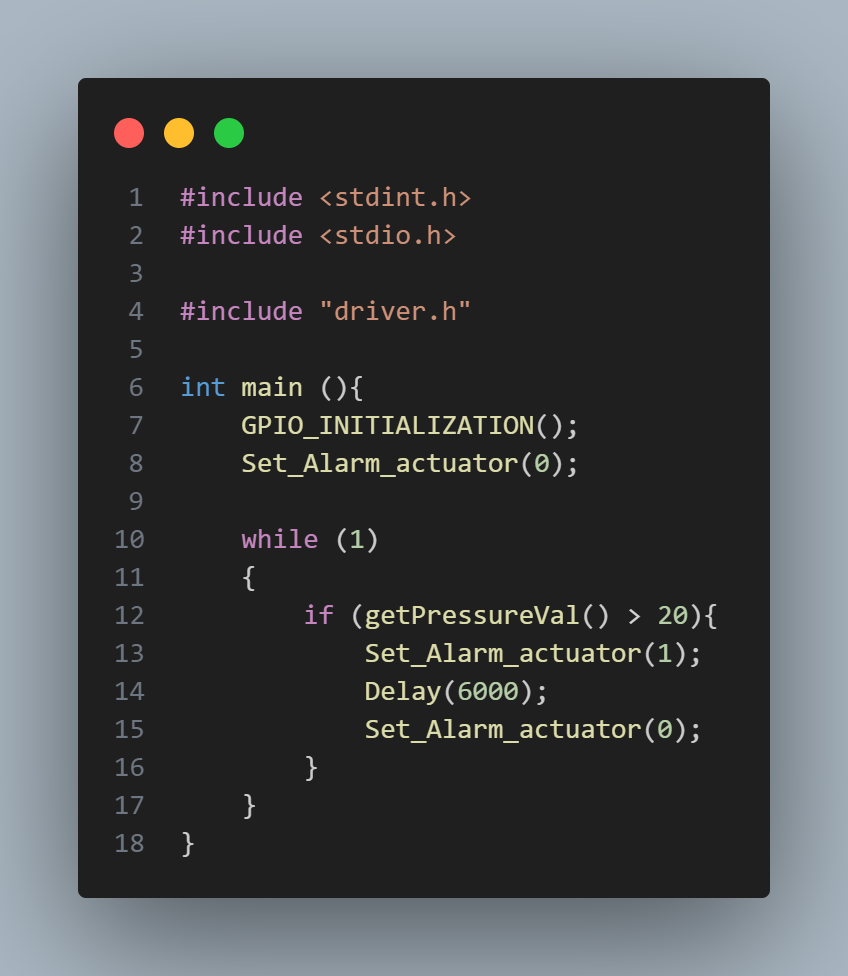 1 #include <stdint.h>
2 #include <stdio.h>
3
4 #include "driver.h"
5
6 int main (){
7     GPIO_INITIALIZATION();
8     Set_Alarm_actuator(0);
9
10     while (1)
11     {
12         if (getPressureVal() > 20){
13             Set_Alarm_actuator(1);
14             Delay(6000);
15             Set_Alarm_actuator(0);
16         }
17     }
18 }